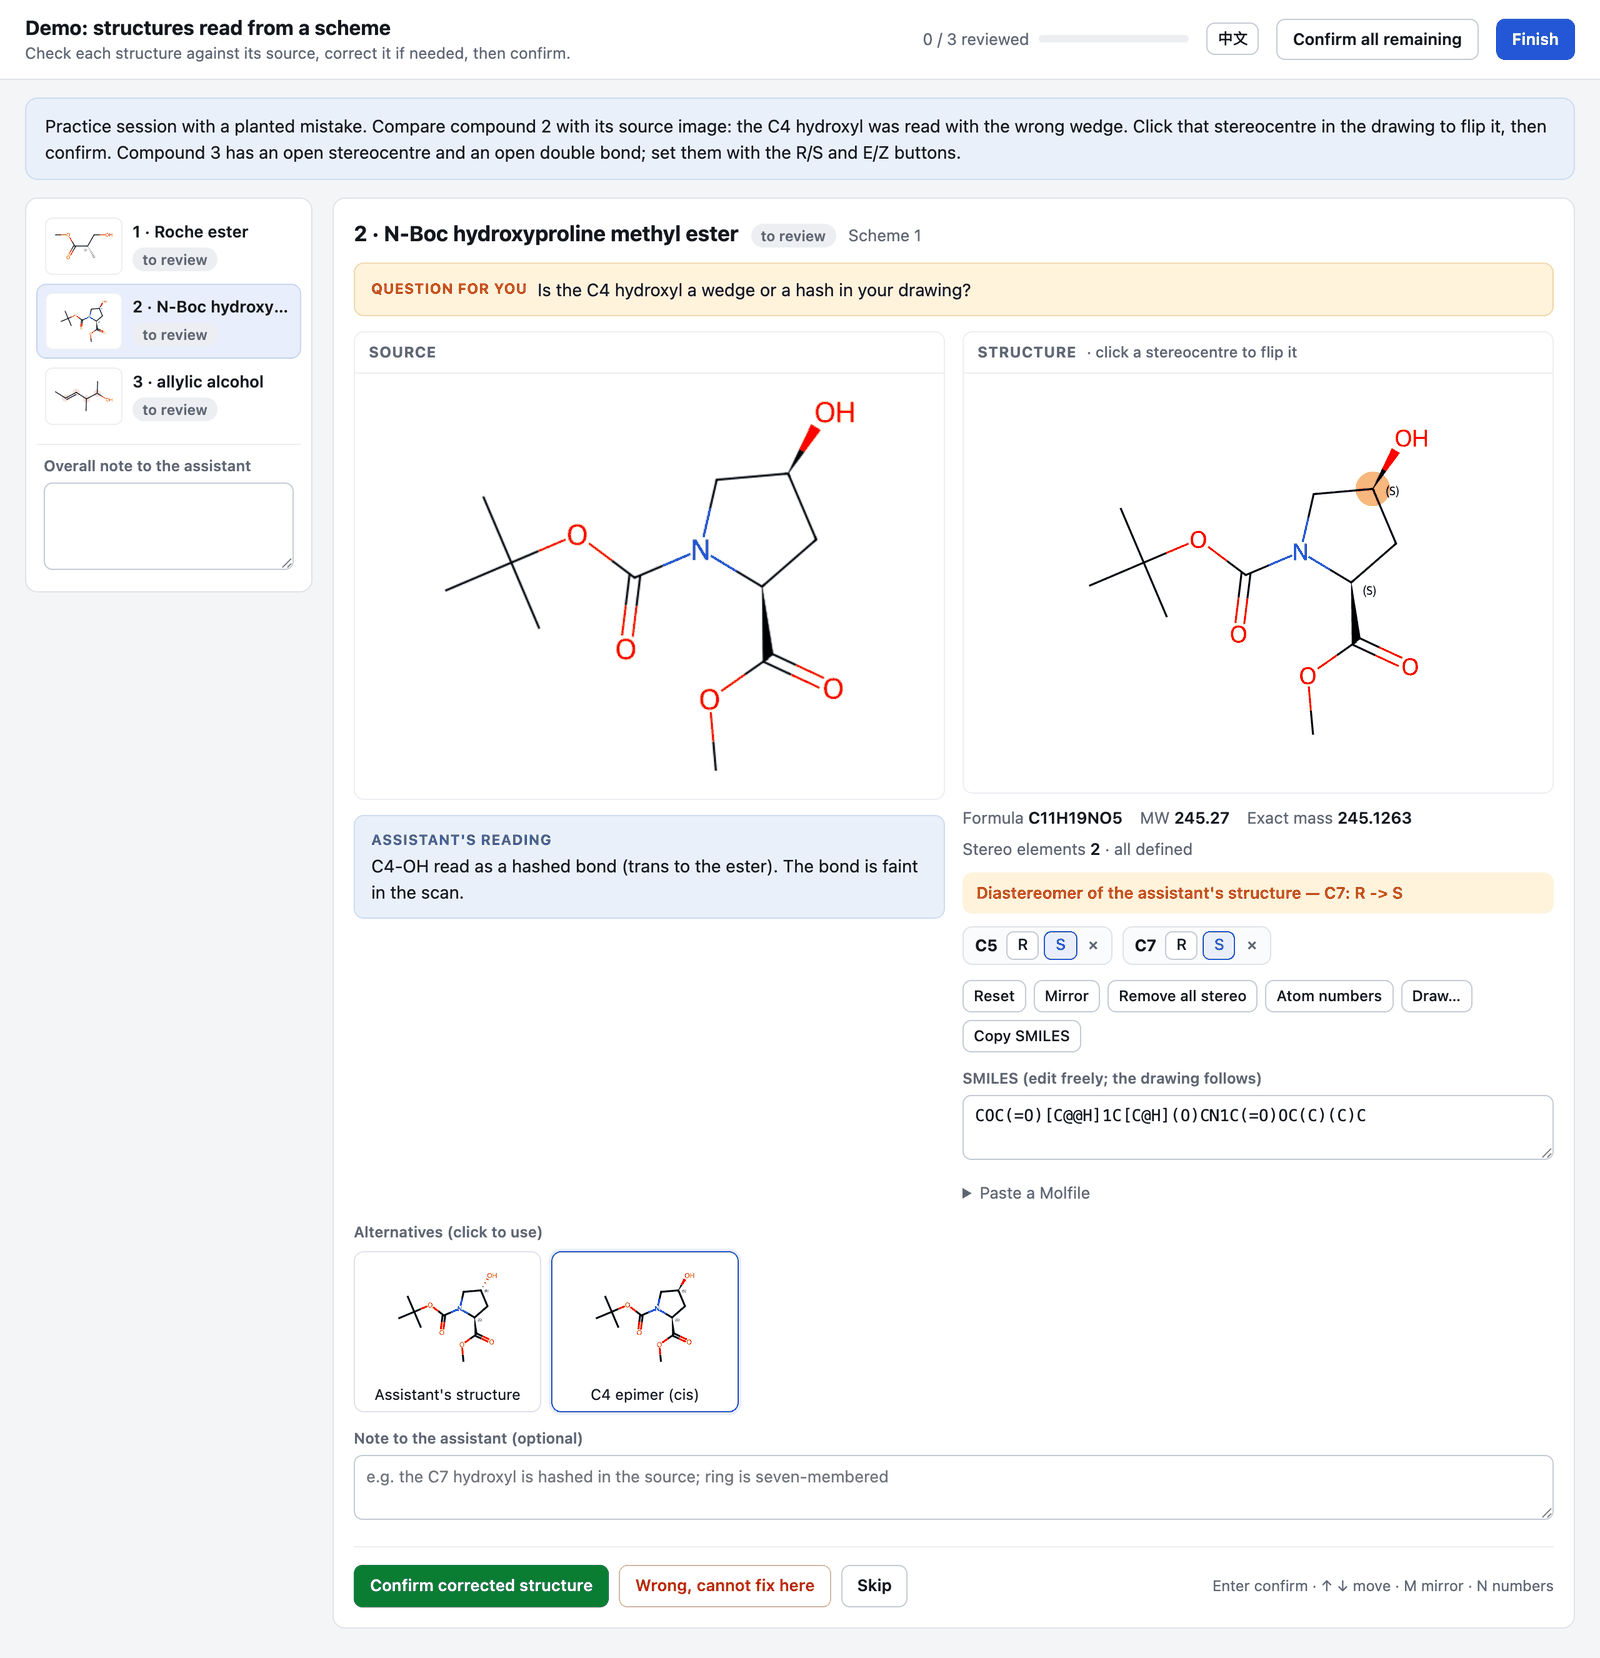 Demo: structures read from a scheme
Check each structure against its source, correct it if needed, then confirm.
0 / 3 reviewed
中文
Confirm all remaining
Finish
Practice session with a planted mistake. Compare compound 2 with its source image: the C4 hydroxyl was read with the wrong wedge. Click that stereocentre in the drawing to flip it, then
confirm. Compound 3 has an open stereocentre and an open double bond; set them with the R/S and E/Z buttons.
1 · Roche ester
to review
2 · N-Boc hydroxy...
to review
3 · allylic alcohol
to review
Overall note to the assistant
2 · N-Boc hydroxyproline methyl ester
to review
Scheme 1
QUESTION FOR YOU Is the C4 hydroxyl a wedge or a hash in your drawing?
SOURCE
OH
O
N
O
O
O
STRUCTURE · click a stereocentre to flip it
OH
(S)
O
N
(S)
O
O
O
ASSISTANT'S READING
C4-OH read as a hashed bond (trans to the ester). The bond is faint
in the scan.
Formula C11H19NO5 MW 245.27 Exact mass 245.1263
Stereo elements 2 · all defined
Diastereomer of the assistant's structure — C7: R -> S
C5 R S ×
C7 R S ×
Reset
Mirror
Remove all stereo
Atom numbers
Draw...
Copy SMILES
SMILES (edit freely; the drawing follows)
COC(=O)[C@@H]1C[C@H](O)CN1C(=O)OC(C)(C)C
Paste a Molfile
Alternatives (click to use)
Assistant's structure
C4 epimer (cis)
Note to the assistant (optional)
e.g. the C7 hydroxyl is hashed in the source; ring is seven-membered
Confirm corrected structure
Wrong, cannot fix here
Skip
Enter confirm · ↑ ↓ move · M mirror · N numbers